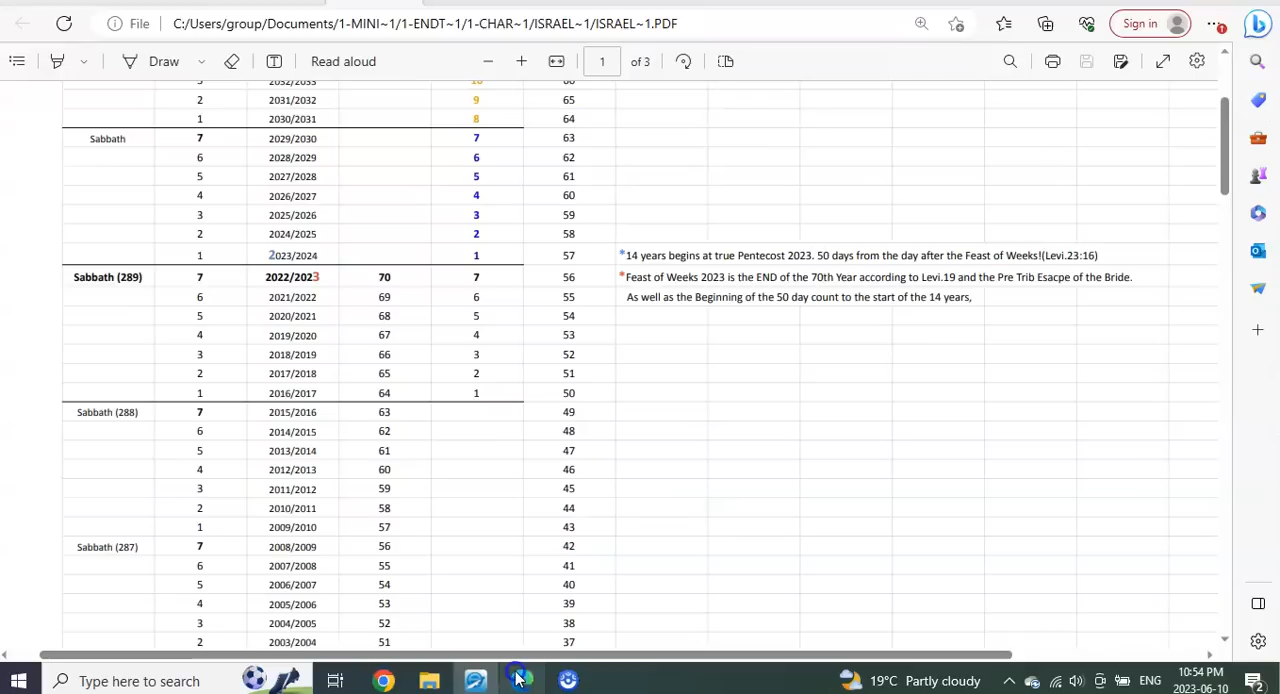 File C:/Users/group/Documents/1-MINI~1/1-ENDT~1/1-CHAR~1/ISRAEL~1/ISRAEL~1.PDF Sign in
Draw Read aloud 1 of 3
2 2031/2032 9 65
1 2030/2031 8 64
Sabbath 7 2029/2030 7 63
6 2028/2029 6 62
5 2027/2028 5 61
4 2026/2027 4 60
3 2025/2026 3 59
2 2024/2025 2 58
1 2023/2024 1 57 *14 years begins at true Pentecost 2023. 50 days from the day after the Feast of Weeks!(Levi.23:16)
Sabbath (289) 7 2022/2023 70 7 56 *Feast of Weeks 2023 is the END of the 70th Year according to Levi.19 and the Pre Trib Esacpe of the Bride.
6 2021/2022 69 6 55 As well as the Beginning of the 50 day count to the start of the 14 years,
5 2020/2021 68 5 54
4 2019/2020 67 4 53
3 2018/2019 66 3 52
2 2017/2018 65 2 51
1 2016/2017 64 1 50
Sabbath (288) 7 2015/2016 63 49
6 2014/2015 62 48
5 2013/2014 61 47
4 2012/2013 60 46
3 2011/2012 59 45
2 2010/2011 58 44
1 2009/2010 57 43
Sabbath (287) 7 2008/2009 56 42
6 2007/2008 55 41
5 2006/2007 54 40
4 2005/2006 53 39
3 2004/2005 52 38
2 2003/2004 51 37
Type here to search 19°C Partly cloudy ENG 10:54 PM
2023-06-10 2